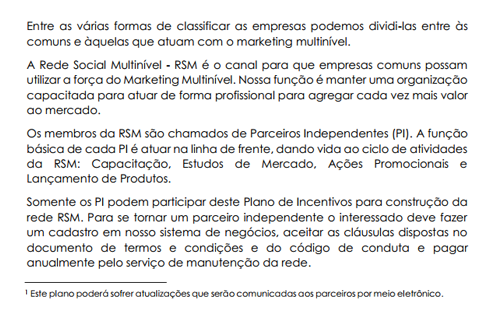 Entre as várias formas de classificar as empresas podemos dividi-las entre às
comuns e àquelas que atuam com o marketing multinível.
A Rede Social Multinível - RSM é o canal para que empresas comuns possam
utilizar a força do Marketing Multinível. Nossa função é manter uma organização
capacitada para atuar de forma profissional para agregar cada vez mais valor
ao mercado.
Os membros da RSM são chamados de Parceiros Independentes (PI). A função
básica de cada PI é atuar na linha de frente, dando vida ao ciclo de atividades
da RSM: Capacitação, Estudos de Mercado, Ações Promocionais e
Lançamento de Produtos.
Somente os PI podem participar deste Plano de Incentivos para construção da
rede RSM. Para se tornar um parceiro independente o interessado deve fazer
um cadastro em nosso sistema de negócios, aceitar as cláusulas dispostas no
documento de termos e condições e do código de conduta e pagar
anualmente pelo serviço de manutenção da rede.
¹ Este plano poderá sofrer atualizações que serão comunicadas aos parceiros por meio eletrônico.